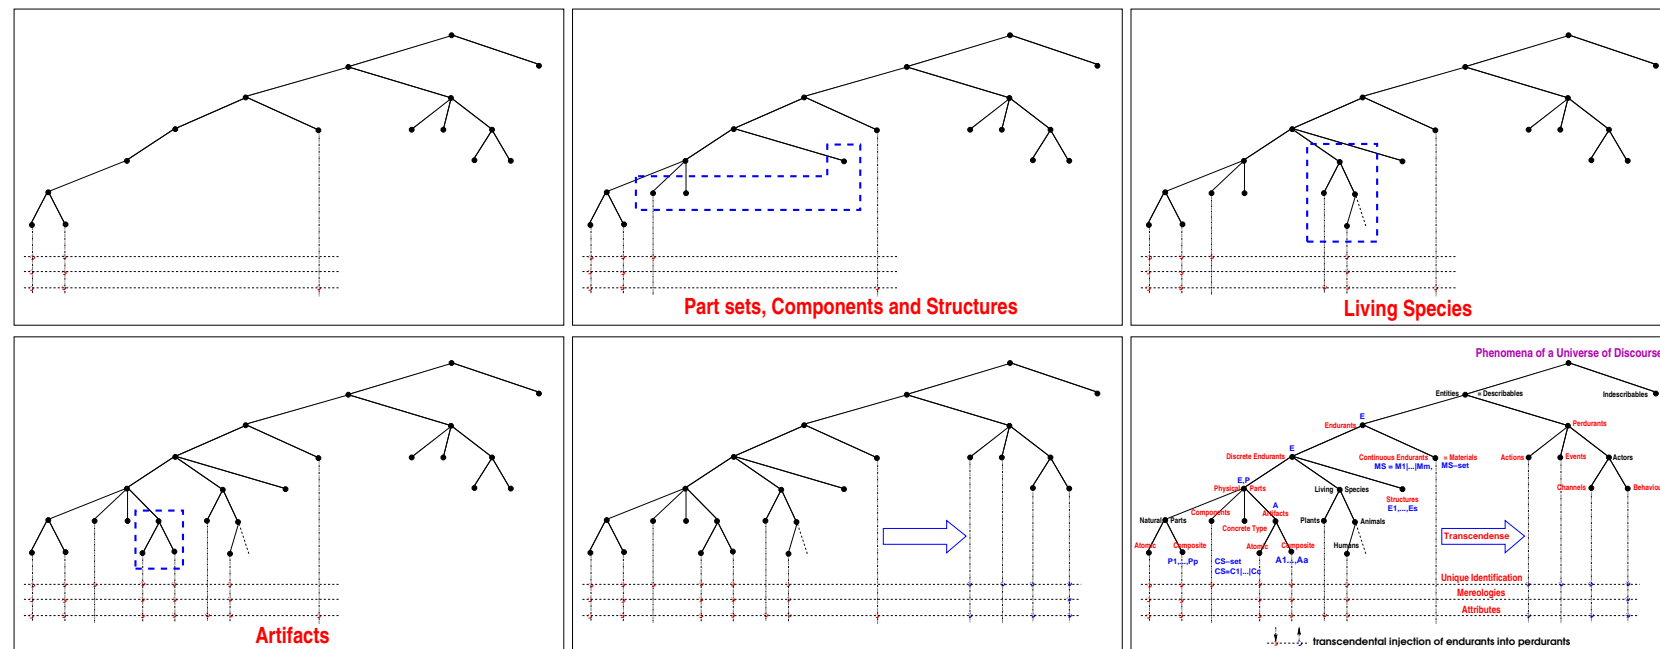 Part sets, Components and Structures
Living Species
Artifacts
Phenomena of a Universe of Discourse
Entities = Describables
Indescribables
E
Endurants
Perdurants
E
Discrete Endurants
Continuous Endurants = Materials
MS = M1|...|Mm, MS-set
Actions
Events
Actors
E,P
Physical Parts
Living Species
Structures
E1,...,Es
Channels
Behaviou
A
Natural Parts
Components
Artifacts
Concrete Type
Plants
Animals
Atomic
Composite
Atomic
Composite
Humans
Transcendense
P1,...,Pp
CS-set
CS=C1|...|Cc
A1...,Aa
Unique Identification
Mereologies
Attributes
transcendental injection of endurants into perdurants